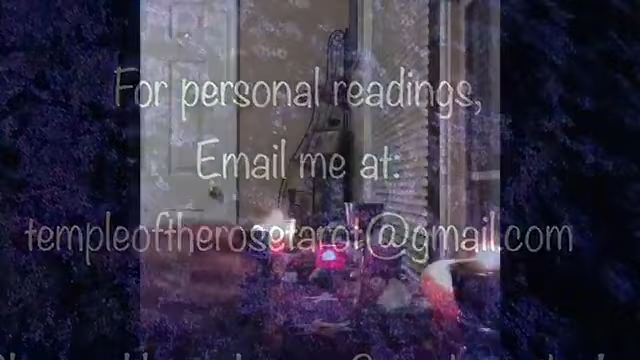 For personal readings,
Email me at:
templeoftherosetarot@gmail.com